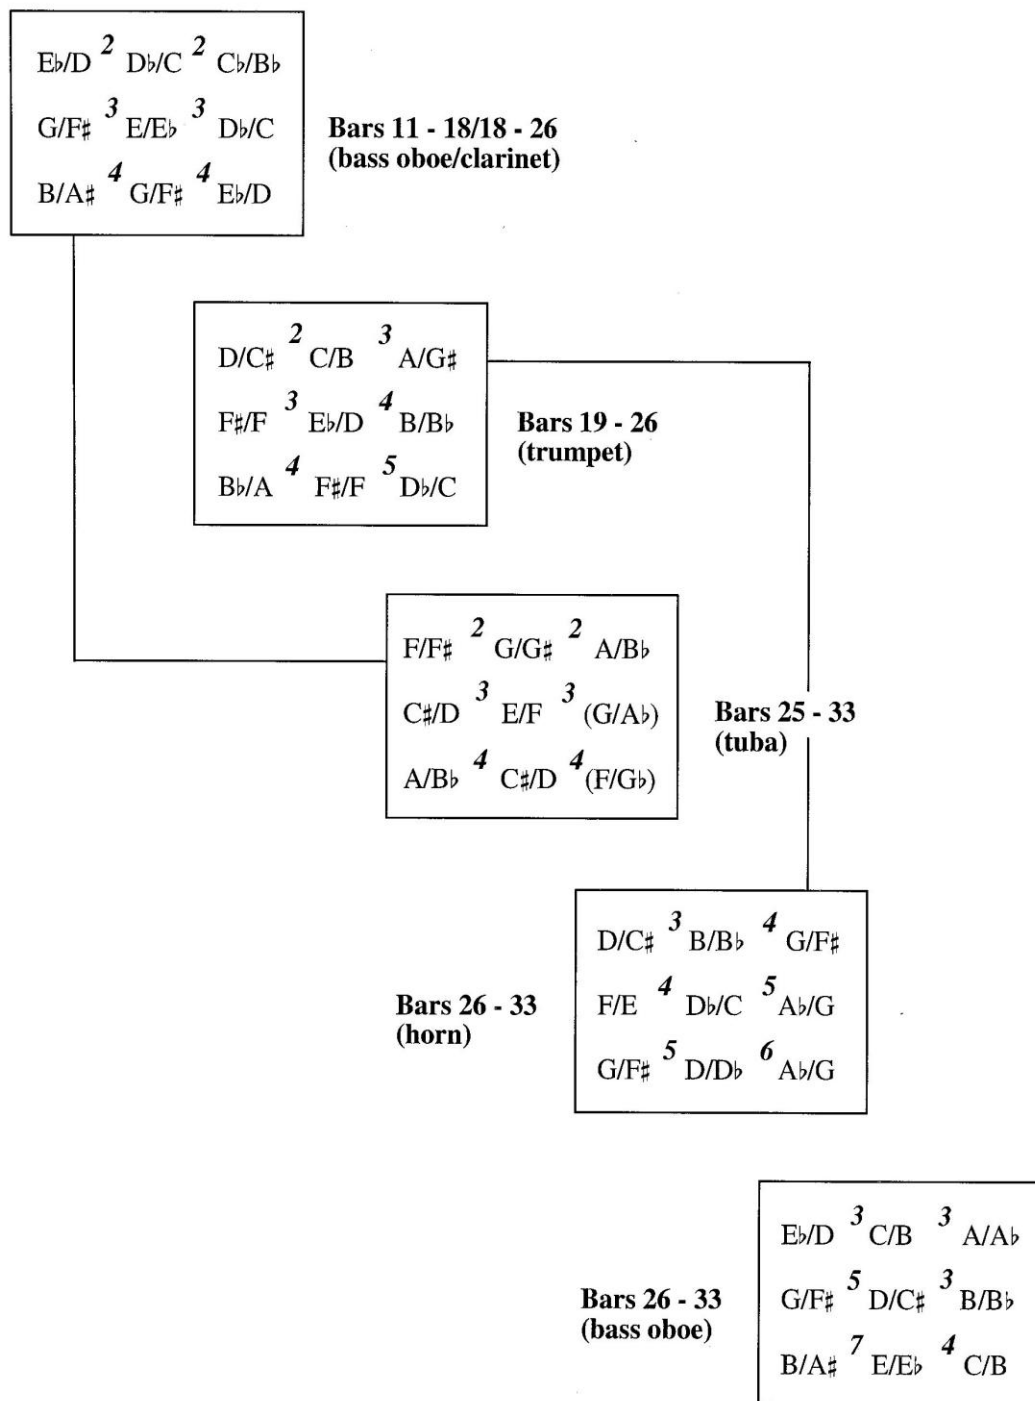 E♭/D 2 D♭/C 2 C♭/B♭
G/F♯ 3 E/E♭ 3 D♭/C
B/A♯ 4 G/F♯ 4 E♭/D
Bars 11 - 18/18 - 26
(bass oboe/clarinet)
D/C♯ 2 C/B 3 A/G♯
F♯/F 3 E♭/D 4 B/B♭
B♭/A 4 F♯/F 5 D♭/C
Bars 19 - 26
(trumpet)
F/F♯ 2 G/G♯ 2 A/B♭
C♯/D 3 E/F 3 (G/A♭)
A/B♭ 4 C♯/D 4 (F/G♭)
Bars 25 - 33
(tuba)
D/C♯ 3 B/B♭ 4 G/F♯
F/E 4 D♭/C 5 A♭/G
G/F♯ 5 D/D♭ 6 A♭/G
Bars 26 - 33
(horn)
E♭/D 3 C/B 3 A/A♭
G/F♯ 5 D/C♯ 3 B/B♭
B/A♯ 7 E/E♭ 4 C/B
Bars 26 - 33
(bass oboe)